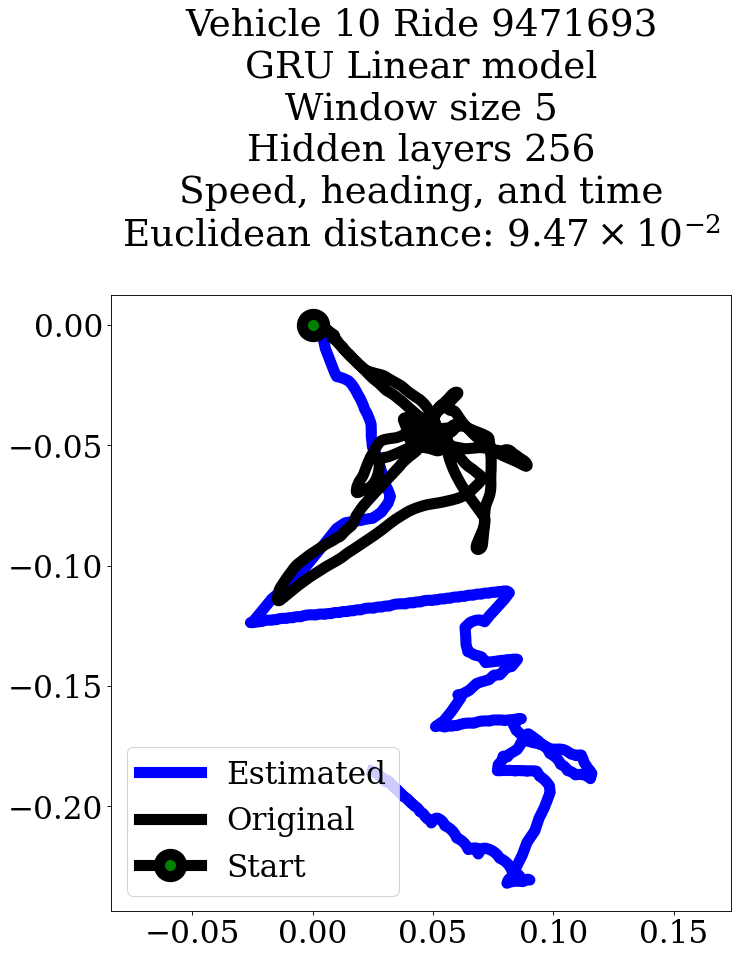 Vehicle 10 Ride 9471693
GRU Linear model
Window size 5
Hidden layers 256
Speed, heading, and time
Euclidean distance: 9.47 × 10⁻²
0.00
−0.05
−0.10
−0.15
−0.20
Estimated
Original
Start
−0.05 0.00 0.05 0.10 0.15